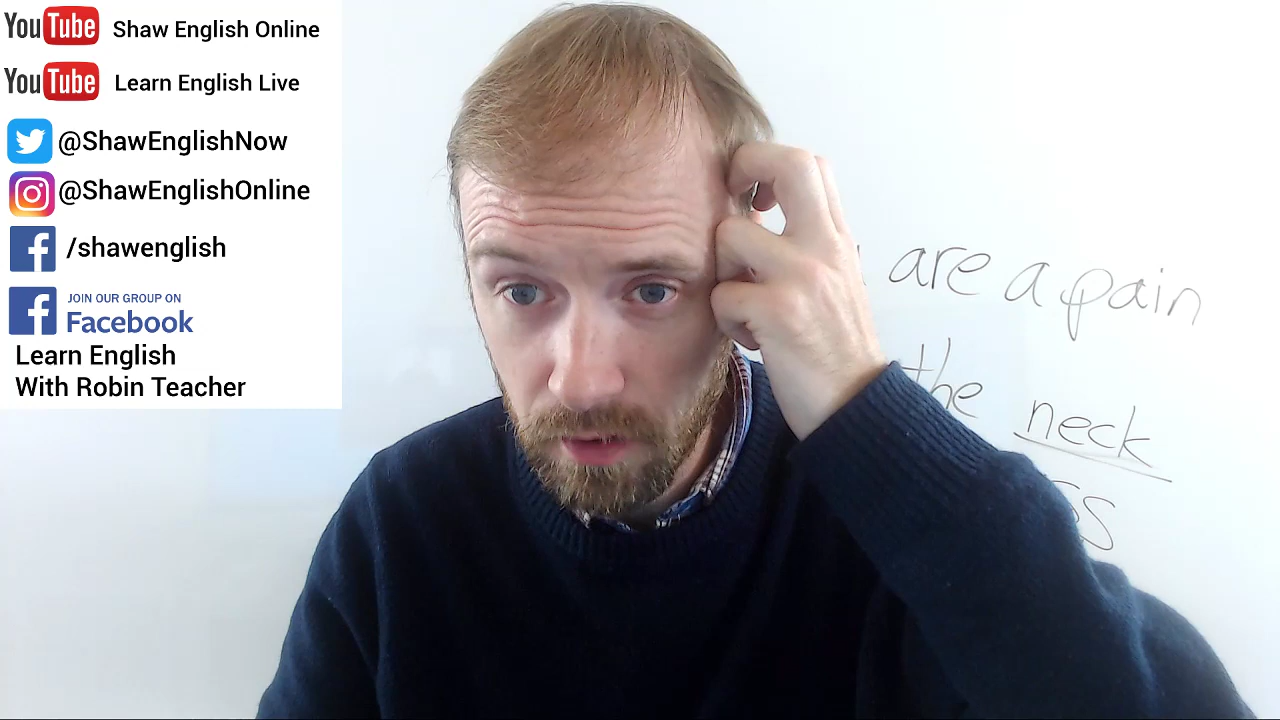 YouTube Shaw English Online
YouTube Learn English Live
@ShawEnglishNow
@ShawEnglishOnline
/shawenglish
JOIN OUR GROUP ON
Facebook
Learn English
With Robin Teacher
are a pain
the neck